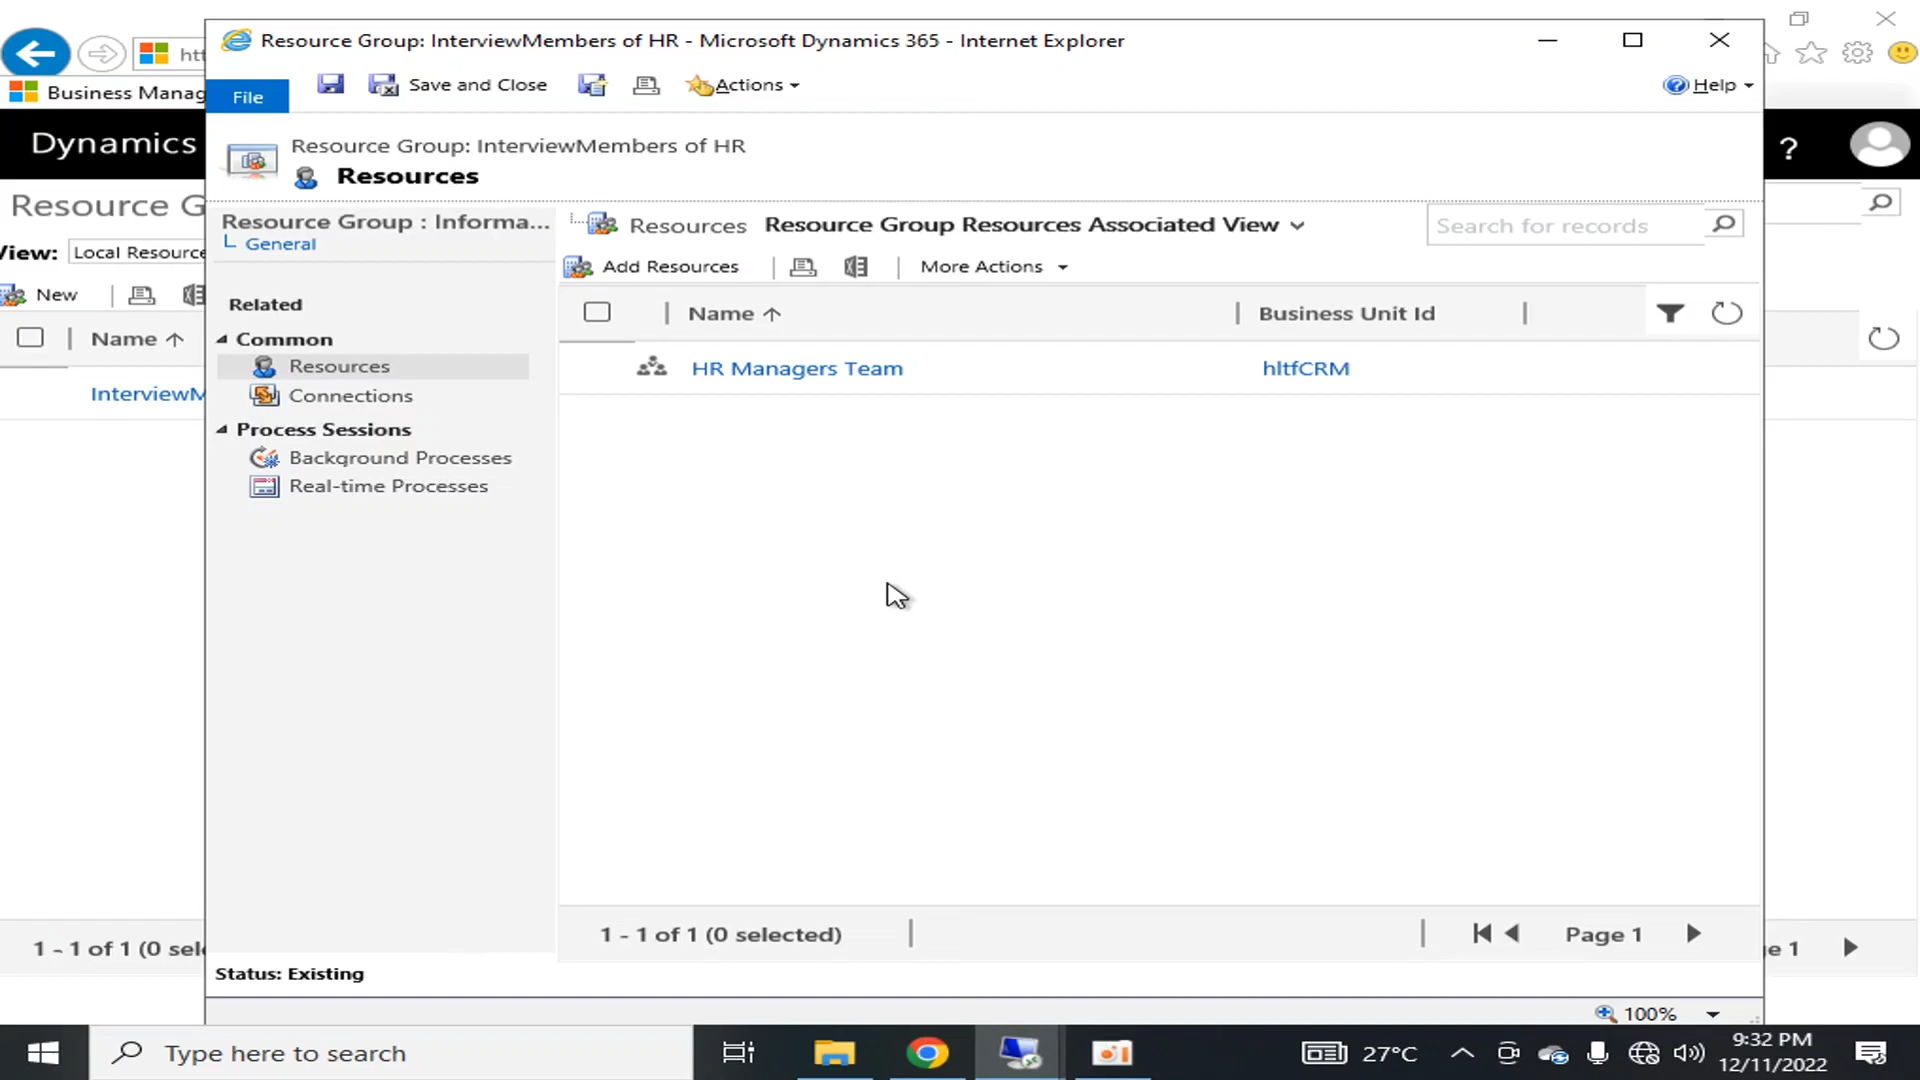 Resource Group: InterviewMembers of HR - Microsoft Dynamics 365 - Internet Explorer
htt
Business Manag
File
Save and Close
Actions
Help
Dynamics
?
Resource Group: InterviewMembers of HR
Resources
Resource G
View:
Local Resource
New
Name
InterviewM
Resource Group : Informa...
General
Related
Common
Resources
Connections
Process Sessions
Background Processes
Real-time Processes
Resources
Resource Group Resources Associated View
Search for records
Add Resources
More Actions
Name
Business Unit Id
HR Managers Team
hltfCRM
1 - 1 of 1 (0 selected)
Page 1
1 - 1 of 1 (0 sele
ge 1
Status: Existing
100%
Type here to search
27°C
9:32 PM
12/11/2022